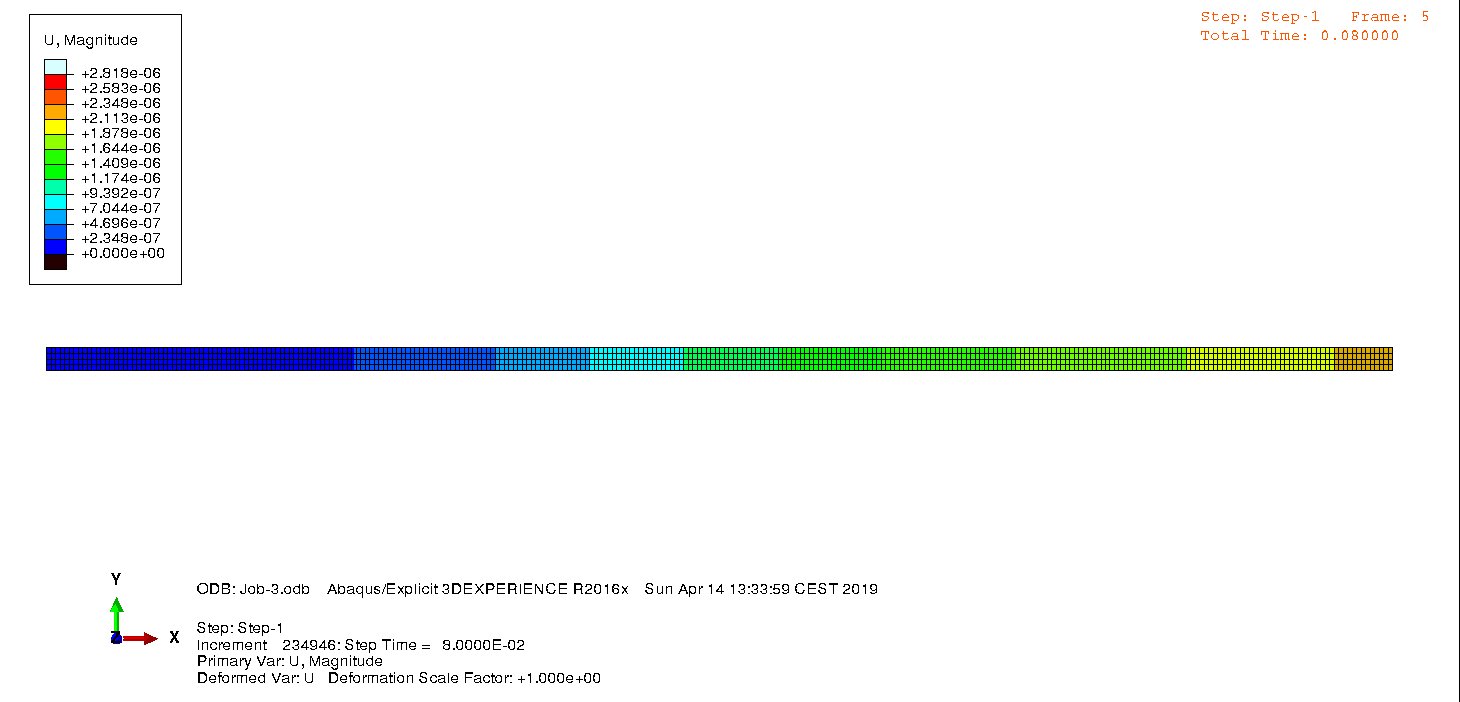 U, Magnitude
+2.818e-06
+2.583e-06
+2.348e-06
+2.113e-06
+1.878e-06
+1.644e-06
+1.409e-06
+1.174e-06
+9.392e-07
+7.044e-07
+4.696e-07
+2.348e-07
+0.000e+00
Step: Step-1 Frame: 5
Total Time: 0.080000
Y
X
ODB: Job-3.odb Abaqus/Explicit 3DEXPERIENCE R2016x Sun Apr 14 13:33:59 CEST 2019
Step: Step-1
Increment 234946: Step Time = 8.0000E-02
Primary Var: U, Magnitude
Deformed Var: U Deformation Scale Factor: +1.000e+00